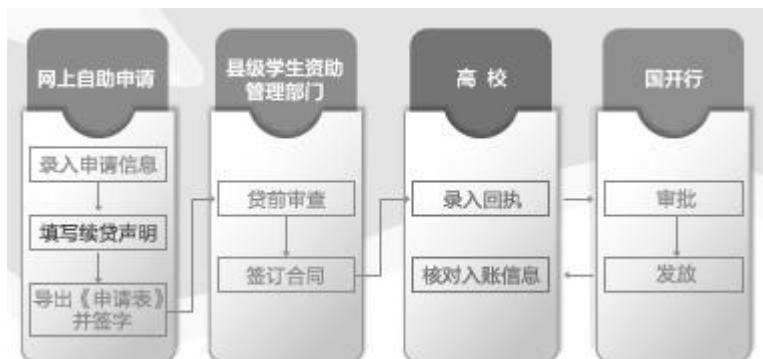 网上自助申请
录入申请信息
填写续贷声明
导出《申请表》
并签字
县级学生资助
管理部门
贷前审查
签订合同
高校
录入回执
核对入账信息
国开行
审批
发放